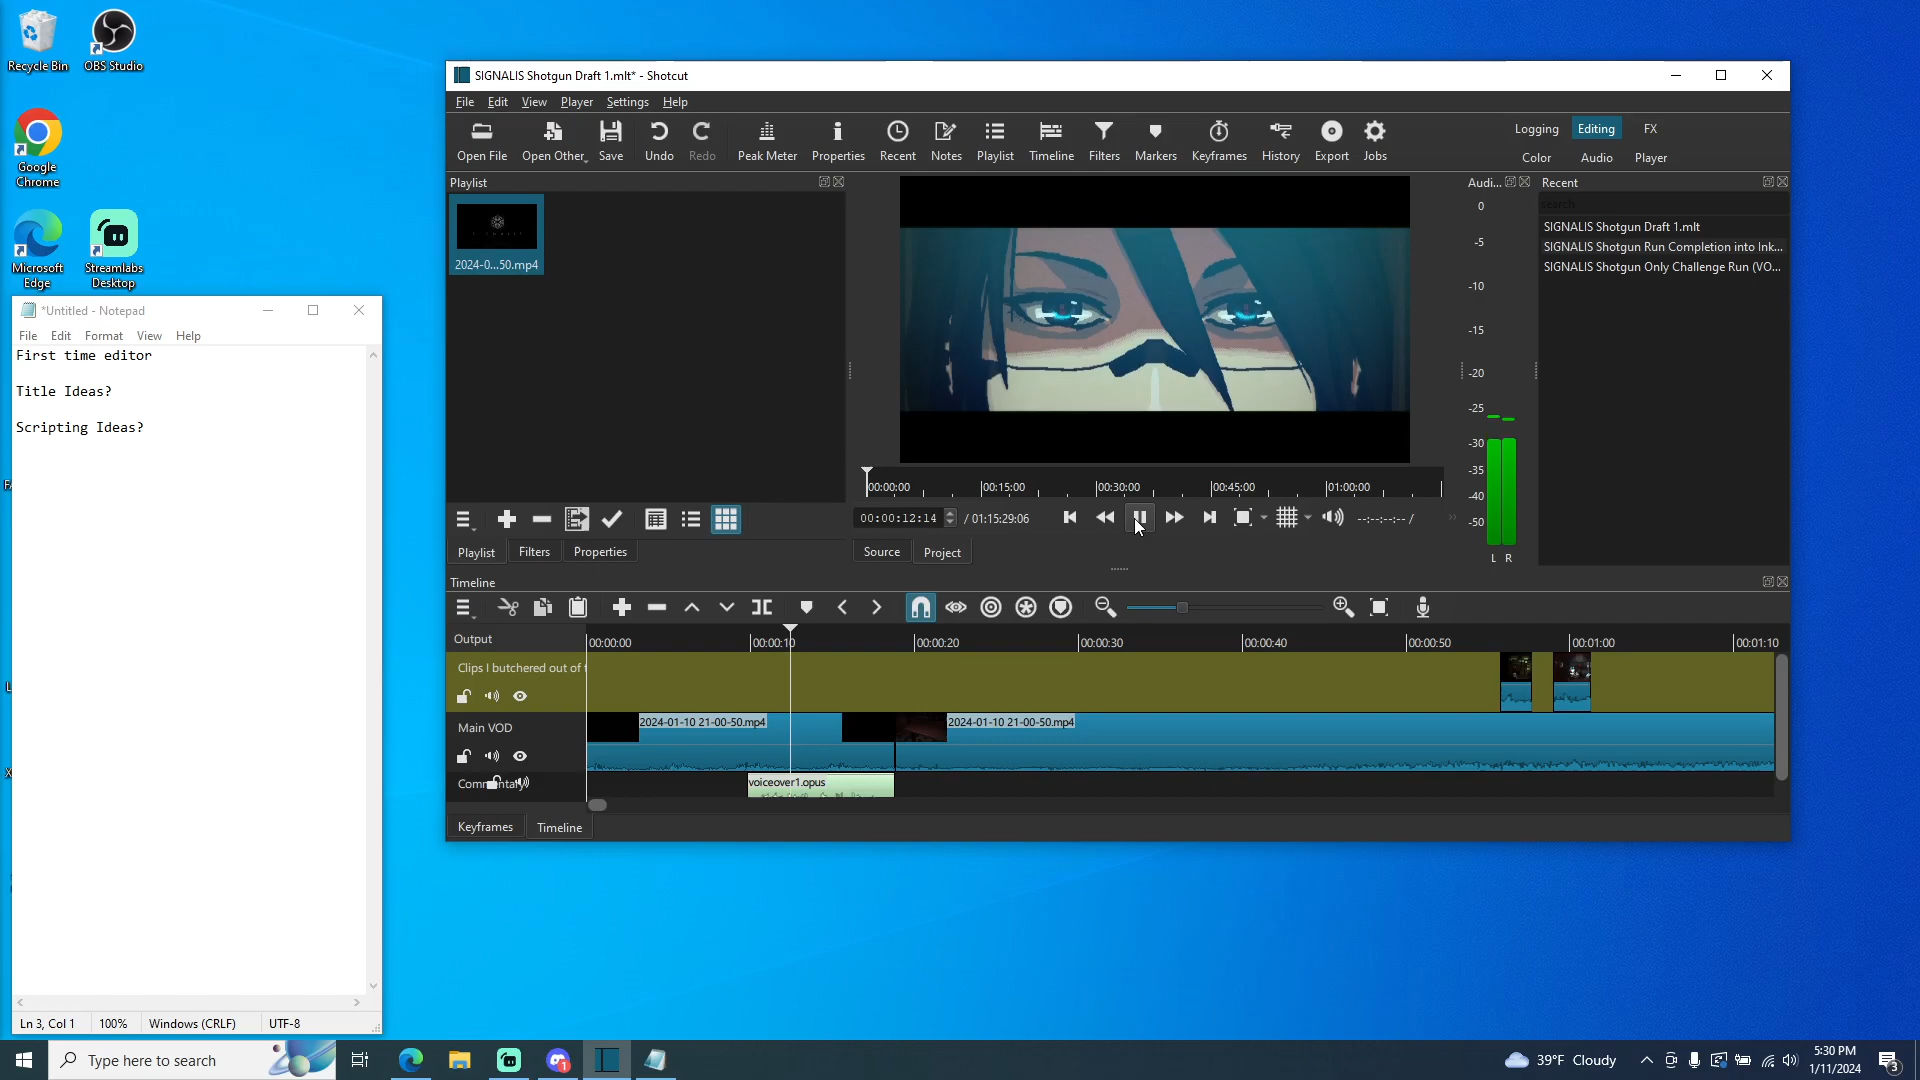 Recycle Bin
OBS Studio
Google
Chrome
Microsoft
Edge
Streamlabs
Desktop
*Untitled - Notepad
File Edit Format View Help
First time editor
Title Ideas?
Scripting Ideas?
Ln 3, Col 1 100% Windows (CRLF) UTF-8
SIGNALIS Shotgun Draft 1.mlt* - Shotcut
File Edit View Player Settings Help
Open File Open Other Save Undo Redo Peak Meter Properties Recent Notes Playlist Timeline Filters Markers Keyframes History Export Jobs
Logging Editing FX
Color Audio Player
Playlist
2024-0...50.mp4
Playlist Filters Properties
00:00:00 00:15:00 00:30:00 00:45:00 01:00:00
00:00:12:14 / 01:15:29:06
--:--:--:-- /
Source Project
Audi...
0
-5
-10
-15
-20
-25
-30
-35
-40
-50
L R
Recent
search
SIGNALIS Shotgun Draft 1.mlt
SIGNALIS Shotgun Run Completion into Ink...
SIGNALIS Shotgun Only Challenge Run (VO...
Timeline
Output
00:00:00 00:00:10 00:00:20 00:00:30 00:00:40 00:00:50 00:01:00 00:01:10
Clips I butchered out of
Main VOD
2024-01-10 21-00-50.mp4
2024-01-10 21-00-50.mp4
Commentary
voiceover1.opus
Keyframes Timeline
Type here to search
1
39°F Cloudy
5:30 PM
1/11/2024
3